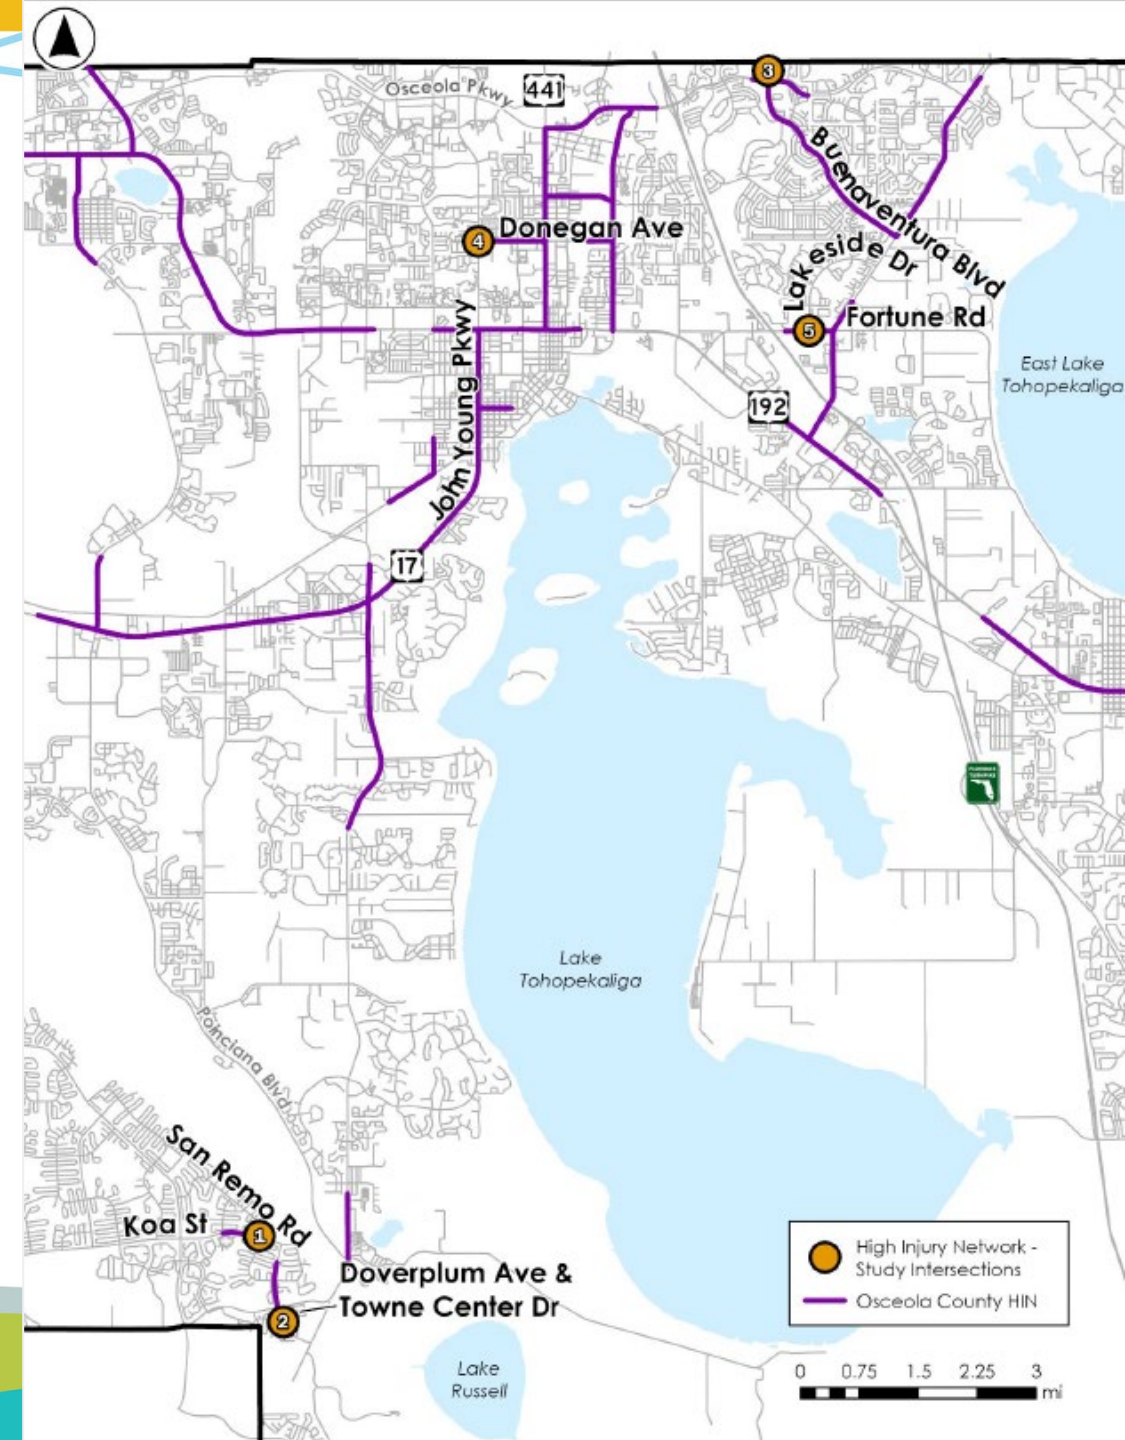 3
Osceola Pkwy
441
Buenaventura Blvd
Donegan Ave
4
Lakeside Dr
5
Fortune Rd
John Young Pkwy
East Lake
Tohopekaliga
192
17
Lake
Tohopekaliga
Poinciana Blvd
San Remo Rd
Koa St
1
Doverplum Ave &
Towne Center Dr
2
High Injury Network -
Study Intersections
Osceola County HIN
Lake
Russell
0 0.75 1.5 2.25 3
mi